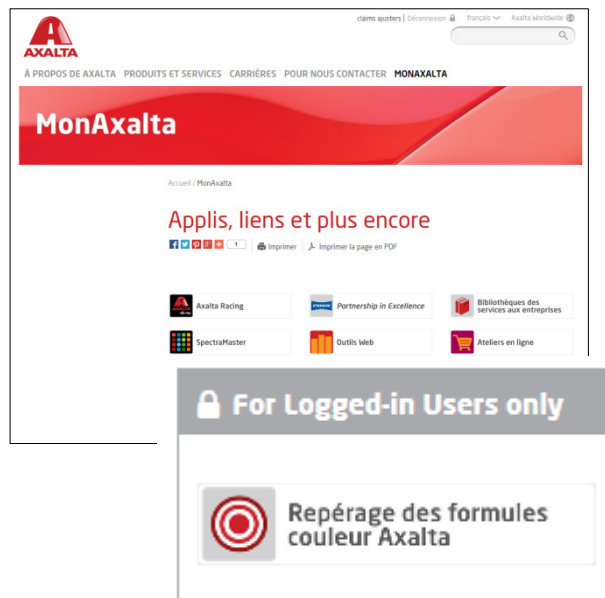 claims ajusters | Déconnexion français Axalta Worldwide
AXALTA
À PROPOS DE AXALTA PRODUITS ET SERVICES CARRIÈRES POUR NOUS CONTACTER MONAXALTA
MonAxalta
Accueil / MonAxalta
Applis, liens et plus encore
1 Imprimer Imprimer la page en PDF
Axalta Racing
Partnership in Excellence
Bibliothèques des
services aux entreprises
SpectraMaster
Outils Web
Ateliers en ligne
For Logged-in Users only
Repérage des formules
couleur Axalta